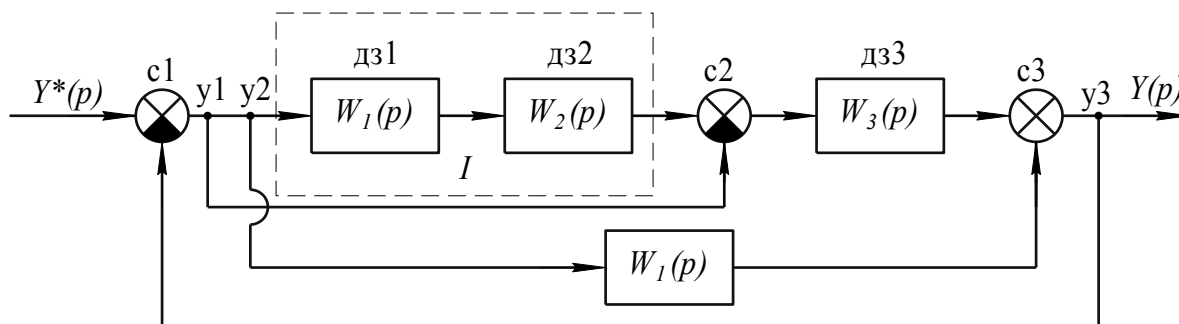 дз1 дз2 дз3
с1 с2 с3
Y*(p) у1 у2 W1(p) W2(p) W3(p) у3 Y(p)
I
W1(p)